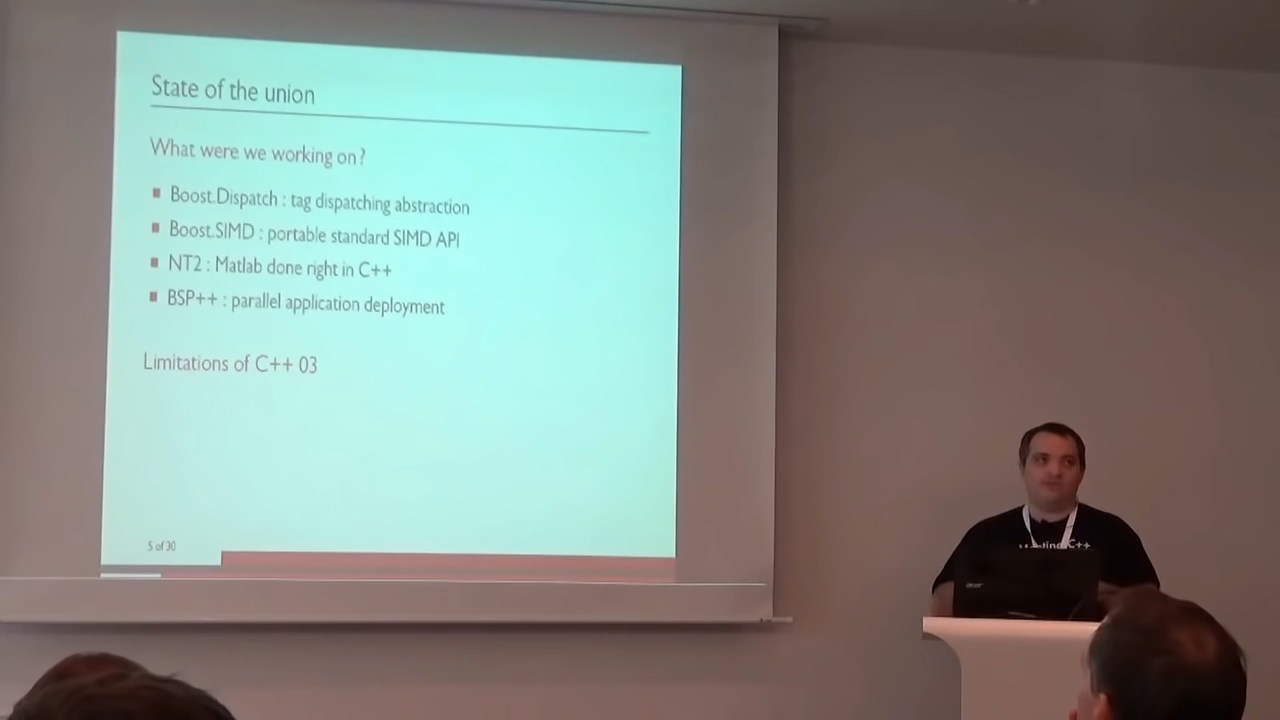 State of the union
What were we working on ?
Boost.Dispatch : tag dispatching abstraction
Boost.SIMD : portable standard SIMD API
NT2 : Matlab done right in C++
BSP++ : parallel application deployment
Limitations of C++ 03
5 of 30
C++
acer